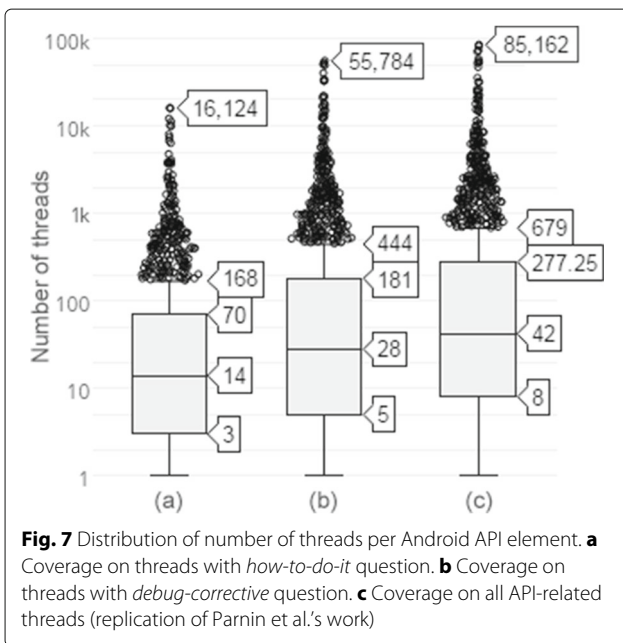 100k
10k
1k
100
10
1
Number of threads
16,124
168
70
14
3
55,784
444
181
28
5
85,162
679
277.25
42
8
(a)
(b)
(c)
Fig. 7 Distribution of number of threads per Android API element. a
Coverage on threads with how-to-do-it question. b Coverage on
threads with debug-corrective question. c Coverage on all API-related
threads (replication of Parnin et al.'s work)